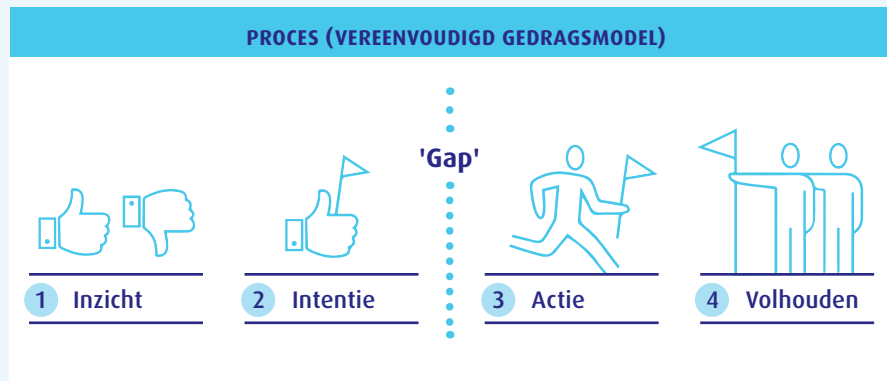 PROCES (VEREENVOUDIGD GEDRAGSMODEL)
'Gap'
1 Inzicht
2 Intentie
3 Actie
4 Volhouden